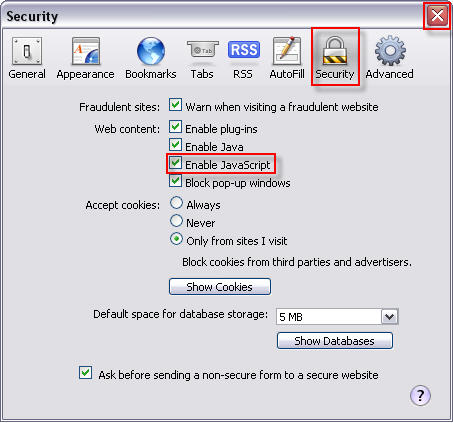 Security
Tab RSS
General Appearance Bookmarks Tabs RSS AutoFill Security Advanced
Fraudulent sites: Warn when visiting a fraudulent website
Web content: Enable plug-ins
Enable Java
Enable JavaScript
Block pop-up windows
Accept cookies: Always
Never
Only from sites I visit
Block cookies from third parties and advertisers.
Show Cookies
Default space for database storage: 5 MB
Show Databases
Ask before sending a non-secure form to a secure website
?